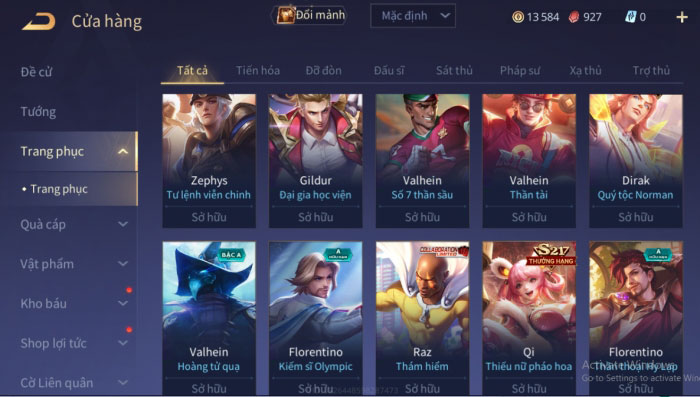 Cửa hàng
Đổi mảnh
Mặc định
13 584
927
0
Đề cử
Tướng
Trang phục
• Trang phục
Quà cáp
Vật phẩm
Kho báu
Shop lợi tức
Cờ Liên quân
Tất cả Tiến hóa Đỡ đòn Đấu sĩ Sát thủ Pháp sư Xạ thủ Trợ thủ
Zephys Gildur Valhein Valhein Dirak
Tư lệnh viễn chinh Đại gia học viện Số 7 thần sầu Thần tài Quý tộc Norman
Sở hữu Sở hữu Sở hữu Sở hữu Sở hữu
BẬC A A COLLABORATION S217 A
LIMITED THƯỞNG HẠNG
Valhein Florentino Raz Qi Florentino
Hoàng tử quạ Kiếm sĩ Olympic Thám hiểm Thiếu nữ pháo hoa Thần thoại Hy Lạp
Sở hữu Sở hữu Sở hữu Sở hữu Sở hữu
Activate Windows
Go to Settings to activate Win